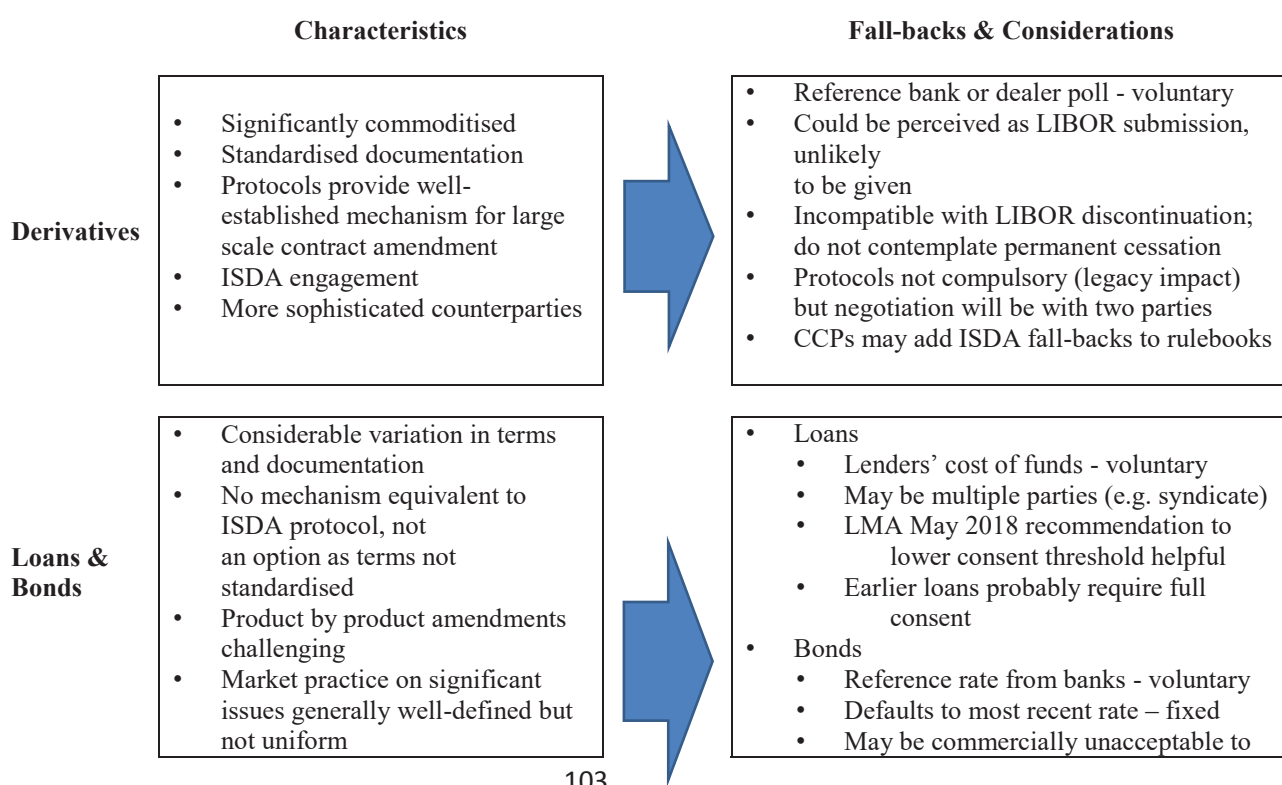 Characteristics
Fall-backs & Considerations
Derivatives
• Significantly commoditised
• Standardised documentation
• Protocols provide well-
established mechanism for large
scale contract amendment
• ISDA engagement
• More sophisticated counterparties
• Reference bank or dealer poll - voluntary
• Could be perceived as LIBOR submission,
unlikely
to be given
• Incompatible with LIBOR discontinuation;
do not contemplate permanent cessation
• Protocols not compulsory (legacy impact)
but negotiation will be with two parties
• CCPs may add ISDA fall-backs to rulebooks
Loans &
Bonds
• Considerable variation in terms
and documentation
• No mechanism equivalent to
ISDA protocol, not
an option as terms not
standardised
• Product by product amendments
challenging
• Market practice on significant
issues generally well-defined but
not uniform
• Loans
• Lenders’ cost of funds - voluntary
• May be multiple parties (e.g. syndicate)
• LMA May 2018 recommendation to
lower consent threshold helpful
• Earlier loans probably require full
consent
• Bonds
• Reference rate from banks - voluntary
• Defaults to most recent rate – fixed
• May be commercially unacceptable to
103